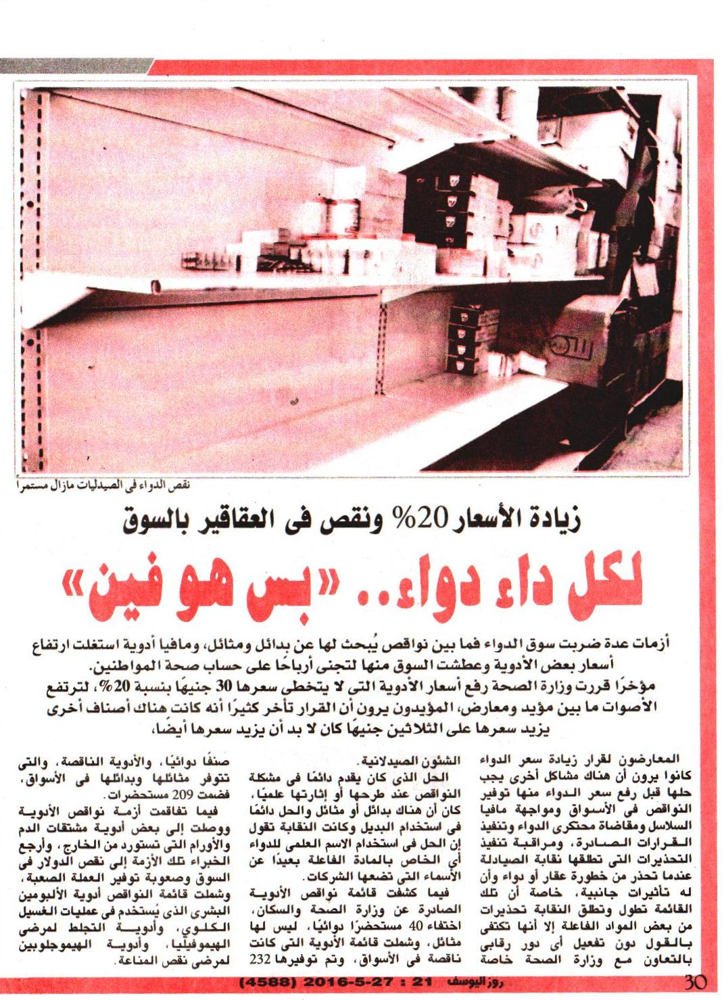 نقص الدواء فى الصيدليات مازال مستمراً
زيادة الأسعار 20% ونقص فى العقاقير بالسوق
لكل داء دواء.. «بس هو فين»
أزمات عدة ضربت سوق الدواء فما بين نواقص يُبحث لها عن بدائل ومثائل، ومافيا أدوية استغلت ارتفاع
أسعار بعض الأدوية وعطشت السوق منها لتجنى أرباحًا على حساب صحة المواطنين.
مؤخرًا قررت وزارة الصحة رفع أسعار الأدوية التى لا يتخطى سعرها 30 جنيهًا بنسبة 20%، لترتفع
الأصوات ما بين مؤيد ومعارض، المؤيدون يرون أن القرار تأخر كثيرًا أنه كانت هناك أصناف أخرى
يزيد سعرها على الثلاثين جنيهًا كان لا بد أن يزيد سعرها أيضًا،
المعارضون لقرار زيادة سعر الدواء
كانوا يرون أن هناك مشاكل أخرى يجب
حلها قبل رفع سعر الدواء منها توفير
النواقص فى الأسواق ومواجهة مافيا
السلاسل ومقاضاة محتكرى الدواء وتنفيذ
القرارات الصادرة، ومراقبة تنفيذ
التحذيرات التى تطلقها نقابة الصيادلة
عندما تحذر من خطورة عقار أو دواء وأن
له تأثيرات جانبية، خاصة أن تلك
القائمة تطول وتطلق النقابة تحذيرات
من بعض المواد الفاعلة إلا أنها تكتفى
بالقول دون تفعيل أى دور رقابي
بالتعاون مع وزارة الصحة خاصة
الشئون الصيدلانية.
الحل الذى كان يقدم دائمًا فى مشكلة
النواقص عند طرحها أو إثارتها علميًا،
كان أن هناك بدائل أو مثائل والحل دائمًا
فى استخدام البديل وكانت النقابة تقول
إن الحل فى استخدام الاسم العلمى للدواء
أى الخاص بالمادة الفاعلة بعيدًا عن
الأسماء التى تضعها الشركات.
فيما كشفت قائمة نواقص الأدوية
الصادرة عن وزارة الصحة والسكان،
اختفاء 40 مستحضرًا دوائيًا، ليس لها
مثائل، وشملت قائمة الأدوية التى كانت
ناقصة فى الأسواق، وتم توفيرها 232
صنفًا دوائيًا، والأدوية الناقصة، والتى
تتوفر مثائلها وبدائلها فى الأسواق،
فضمت 209 مستحضرات.
فيما تفاقمت أزمة نواقص الأدوية
ووصلت إلى بعض أدوية مشتقات الدم
والأورام التى تستورد من الخارج، وأرجع
الخبراء تلك الأزمة إلى نقص الدولار فى
السوق وصعوبة توفير العملة الصعبة،
وشملت قائمة النواقص أدوية الألبومين
البشرى الذى يُستخدم فى عمليات الغسيل
الكلوي، وأدوية التجلط لمرضى
الهيموفيليا، وأدوية الهيموجلوبين
لمرضى نقص المناعة.
30
روز اليوسف 21 : 27-5-2016 (4588)